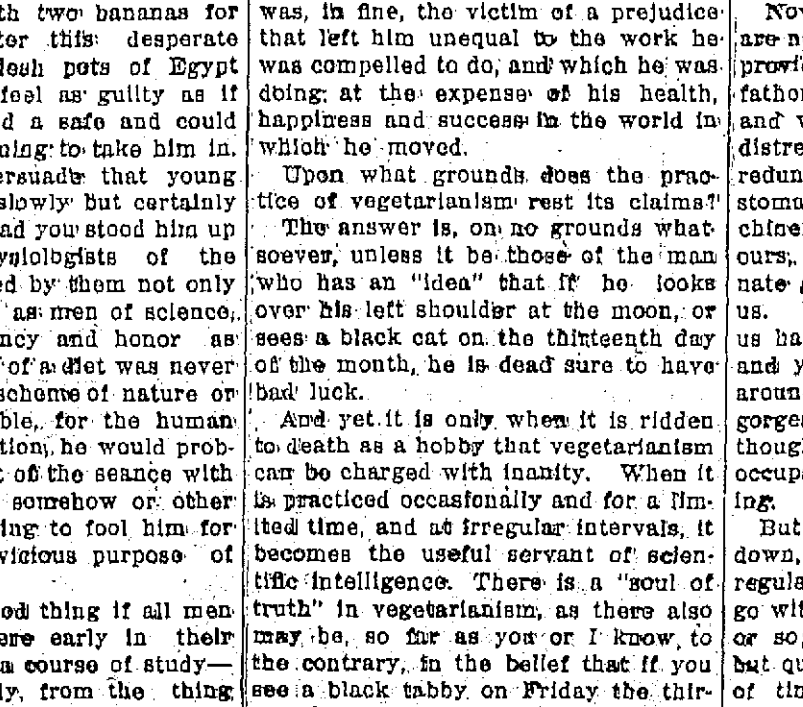 th two bananas for
ter this desperate
flesh pots of Egypt
feel as guilty as if
d a safe and could
ning to take him in.
ersuade that young
slowly but certainly
ad you stood him up
ysiologists of the
ed by them not only
as men of science,
ncy and honor as
of a diet was never
scheme of nature or
ble, for the human
tion, he would prob-
t of the seance with
somehow or other
ing to fool him for
vicious purpose of
od thing if all men
ere early in their
a course of study—
ly, from the thing
was, in fine, the victim of a prejudice
that left him unequal to the work he
was compelled to do, and which he was
doing at the expense of his health,
happiness and success in the world in
which he moved.
Upon what grounds does the prac-
tice of vegetarianism rest its claims?
The answer is, on no grounds what-
soever, unless it be those of the man
who has an "idea" that if he looks
over his left shoulder at the moon, or
sees a black cat on the thinteenth day
of the month, he is dead sure to have
bad luck.
And yet it is only when it is ridden
to death as a hobby that vegetarianism
can be charged with inanity. When it
is practiced occasionally and for a lim-
ited time, and at irregular intervals, it
becomes the useful servant of scien-
tific intelligence. There is a "soul of
truth" in vegetarianism, as there also
may be, so far as you or I know, to
the contrary, in the belief that if you
see a black tabby on Friday the thir-
Nov
are n
provi
fathor
and v
distre
redun
stoma
chine
ours,
nate
us.
us ha
and y
aroun
gorge
thoug
occup
ing.
But
down,
regula
go wit
or so,
but qu
of tim